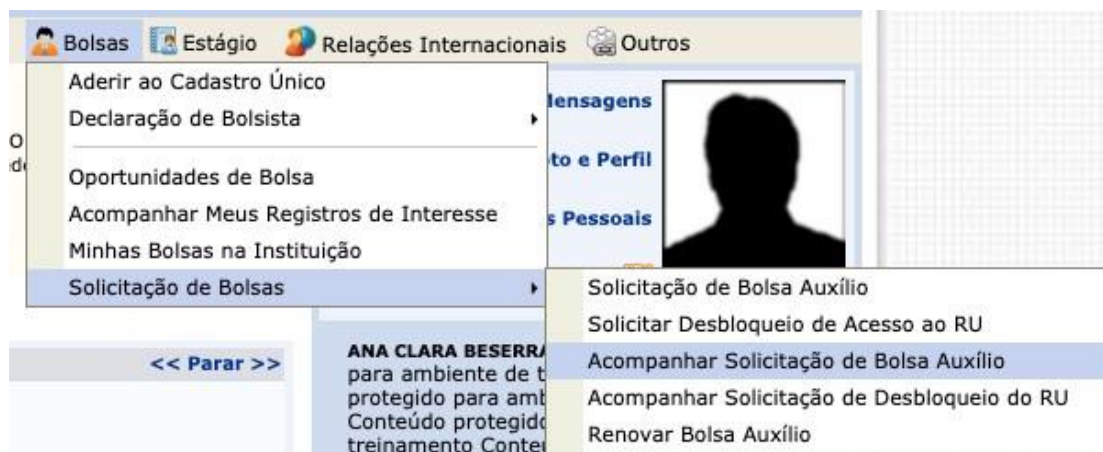 Bolsas Estágio Relações Internacionais Outros
Aderir ao Cadastro Único
Declaração de Bolsista
Oportunidades de Bolsa
Acompanhar Meus Registros de Interesse
Minhas Bolsas na Instituição
Solicitação de Bolsas
e Perfil
Pessoais
Solicitação de Bolsa Auxílio
Solicitar Desbloqueio de Acesso ao RU
Acompanhar Solicitação de Bolsa Auxílio
Acompanhar Solicitação de Desbloqueio do RU
Renovar Bolsa Auxílio
<< Parar >>
ANA CLARA BESERRA
para ambiente de t
protegido para amb
Conteúdo protegido
treinamento Conte